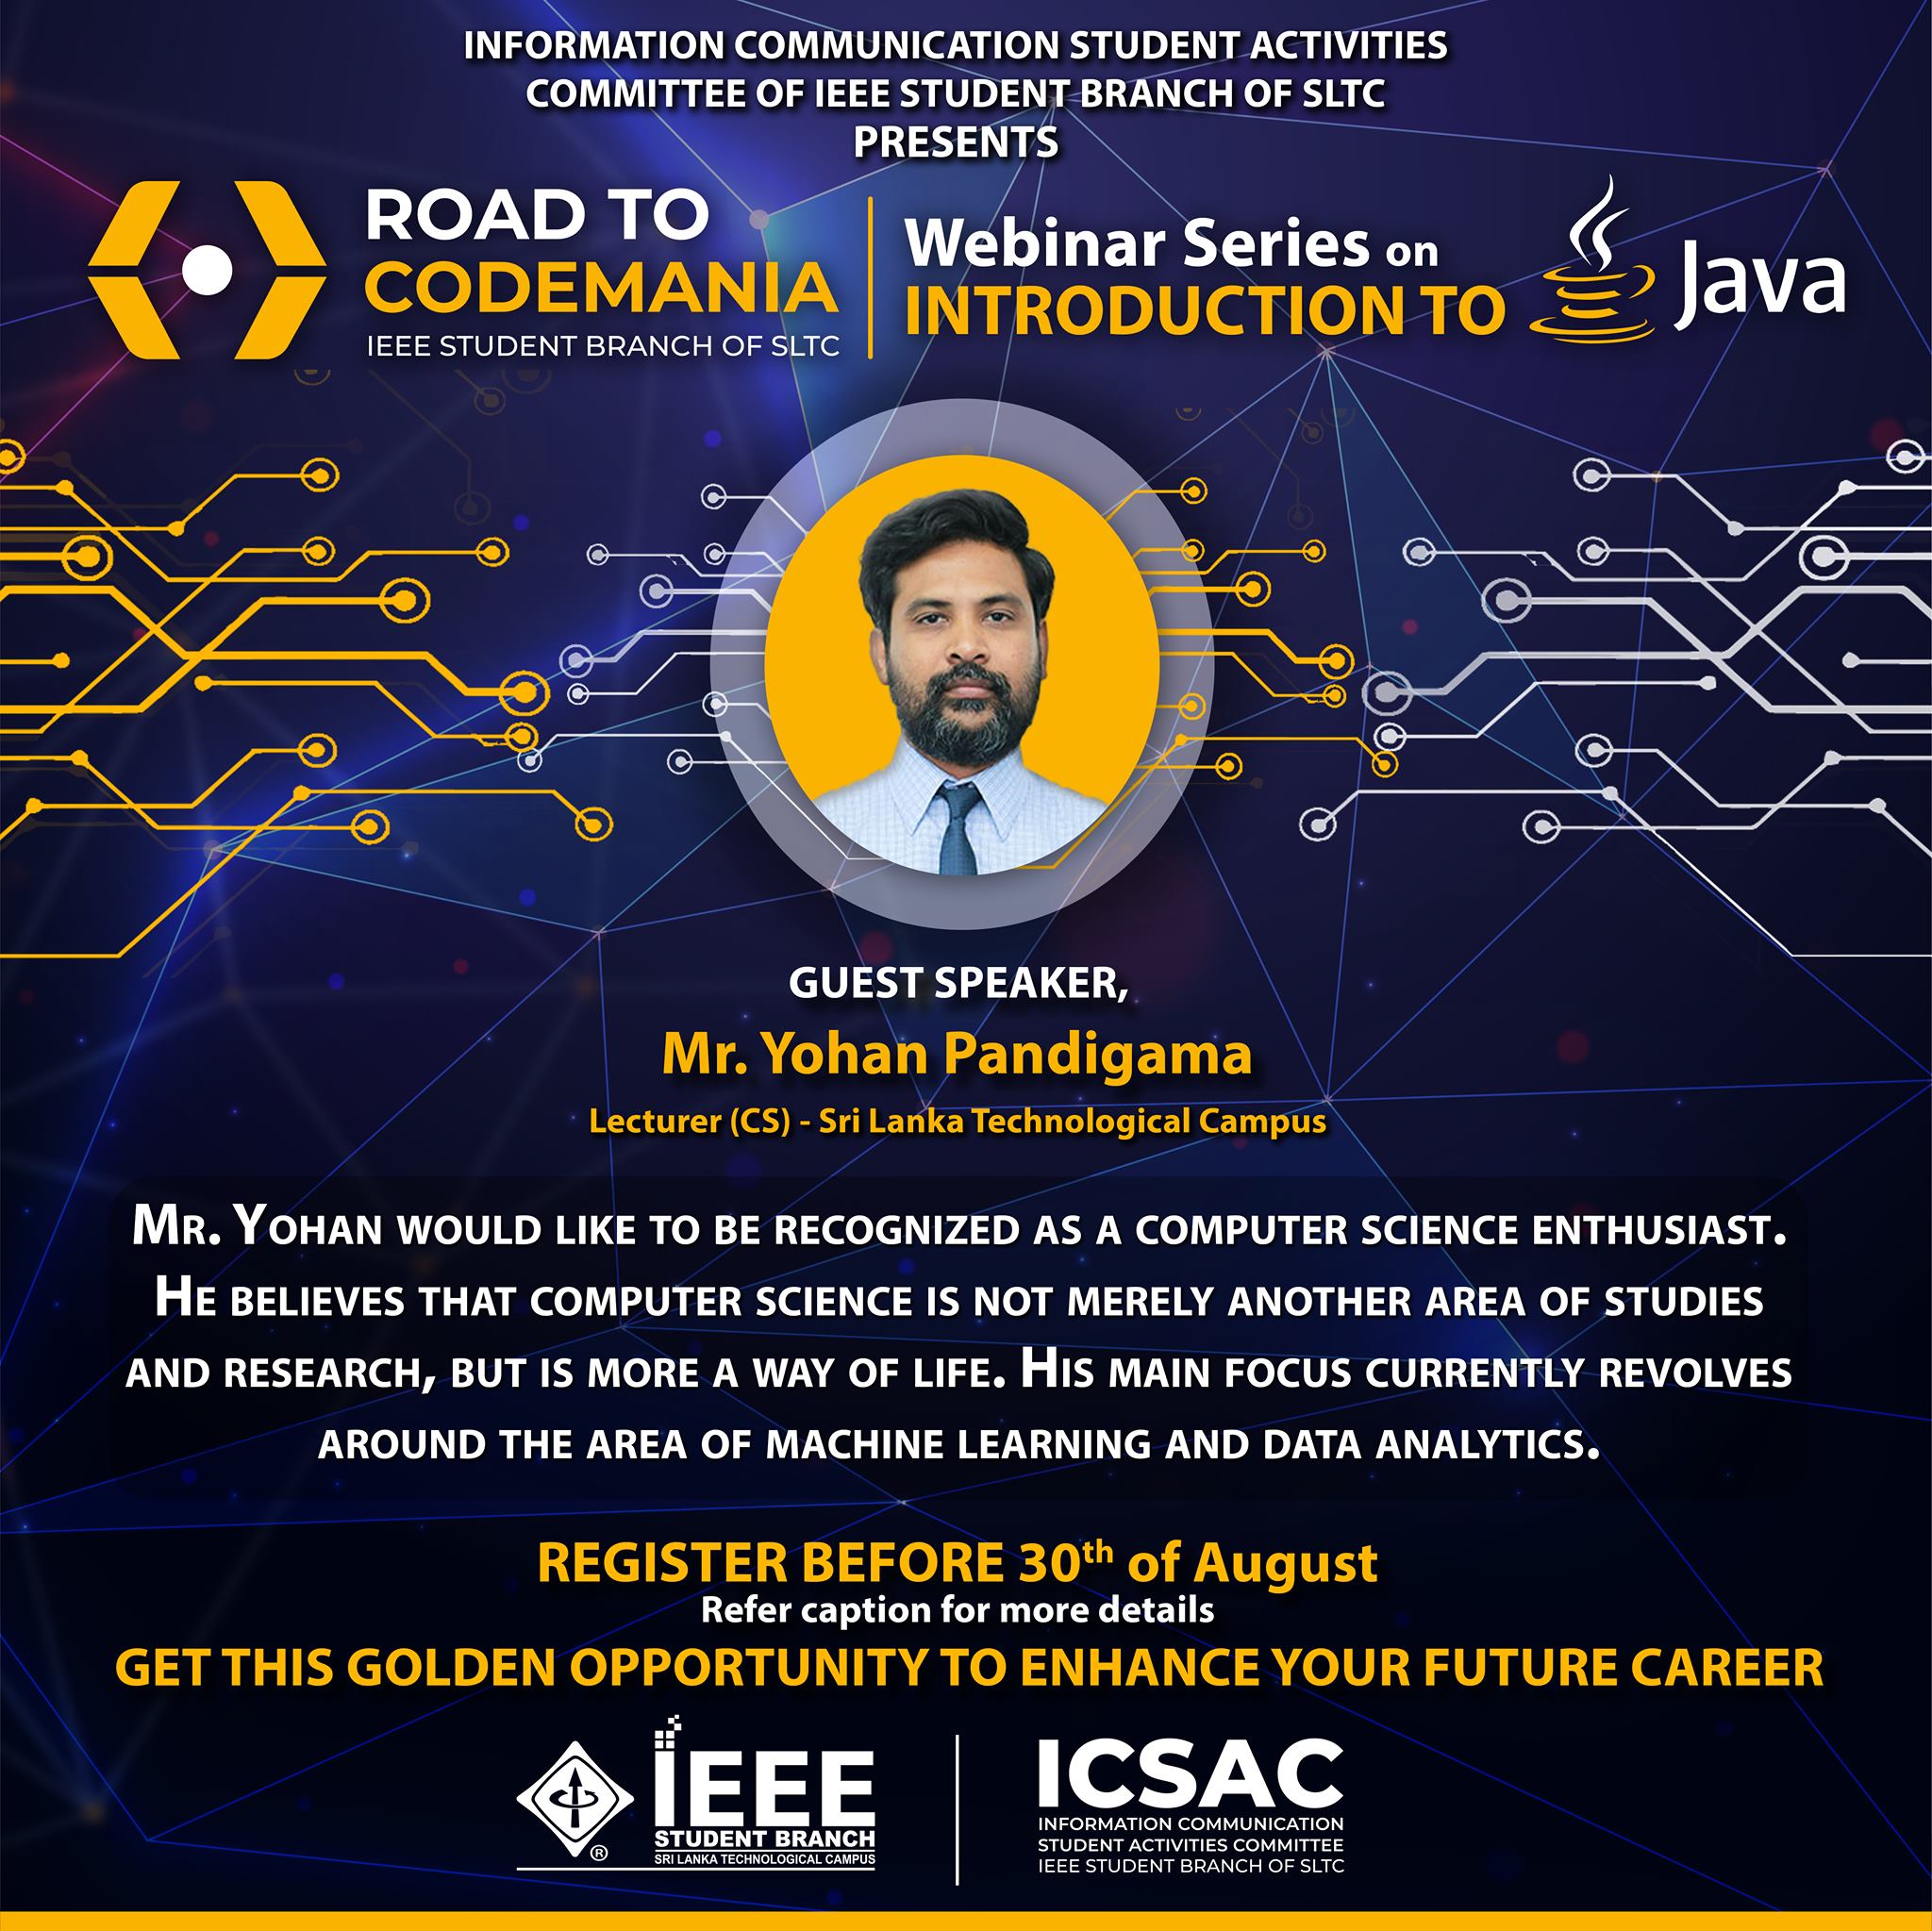 INFORMATION COMMUNICATION STUDENT ACTIVITIES
COMMITTEE OF IEEE STUDENT BRANCH OF SLTC
PRESENTS
ROAD TO
CODEMANIA
IEEE STUDENT BRANCH OF SLTC
Webinar Series on
INTRODUCTION TO
Java
GUEST SPEAKER,
Mr. Yohan Pandigama
Lecturer (CS) - Sri Lanka Technological Campus
MR. YOHAN WOULD LIKE TO BE RECOGNIZED AS A COMPUTER SCIENCE ENTHUSIAST.
HE BELIEVES THAT COMPUTER SCIENCE IS NOT MERELY ANOTHER AREA OF STUDIES
AND RESEARCH, BUT IS MORE A WAY OF LIFE. HIS MAIN FOCUS CURRENTLY REVOLVES
AROUND THE AREA OF MACHINE LEARNING AND DATA ANALYTICS.
REGISTER BEFORE 30th of August
Refer caption for more details
GET THIS GOLDEN OPPORTUNITY TO ENHANCE YOUR FUTURE CAREER
®
iEEE
STUDENT BRANCH
SRI LANKA TECHNOLOGICAL CAMPUS
ICSAC
INFORMATION COMMUNICATION
STUDENT ACTIVITIES COMMITTEE
IEEE STUDENT BRANCH OF SLTC